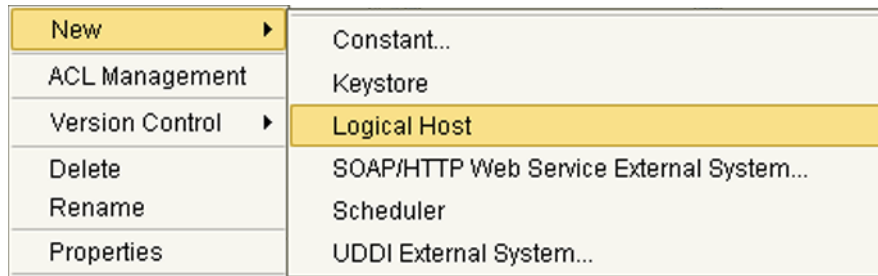 New
ACL Management
Version Control
Delete
Rename
Properties
Constant...
Keystore
Logical Host
SOAP/HTTP Web Service External System...
Scheduler
UDDI External System...